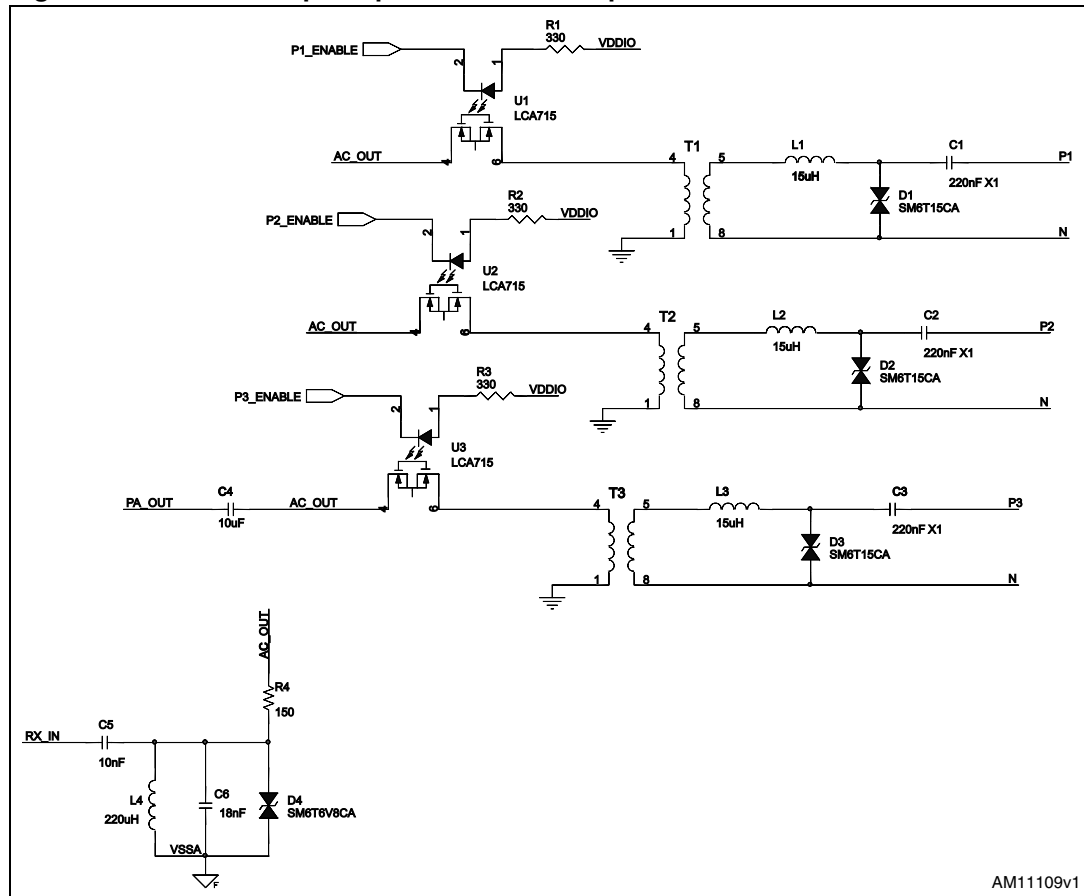 R1
330
VDDIO
P1_ENABLE
2
1
U1
LCA715
AC_OUT
4
6
T1
4
5
1
8
L1
15uH
C1
220nF X1
P1
D1
SM6T15CA
N
R2
330
VDDIO
P2_ENABLE
2
1
U2
LCA715
AC_OUT
4
6
T2
4
5
1
8
L2
15uH
C2
220nF X1
P2
D2
SM6T15CA
N
R3
330
VDDIO
P3_ENABLE
2
1
U3
LCA715
PA_OUT
C4
10uF
AC_OUT
4
6
T3
4
5
1
8
L3
15uH
C3
220nF X1
P3
D3
SM6T15CA
N
AC_OUT
R4
150
RX_IN
C5
10nF
L4
220uH
C6
18nF
D4
SM6T6V8CA
VSSA
F
AM11109v1